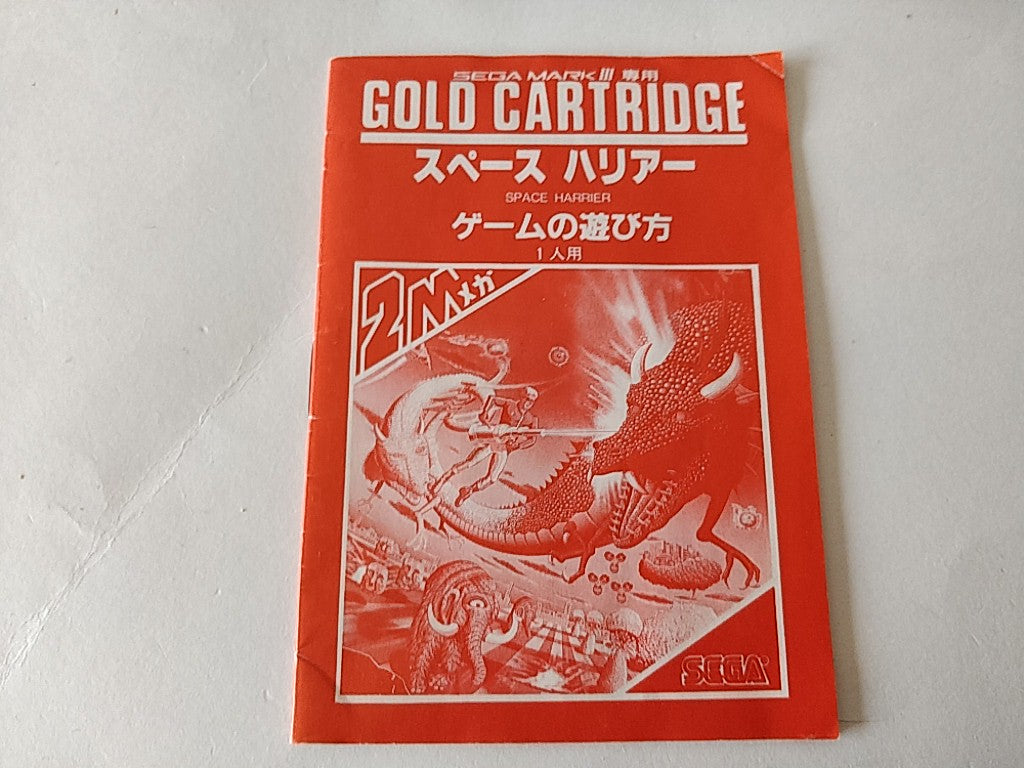 SEGA MARK III 専用
GOLD CARTRIDGE
スペース ハリアー
SPACE HARRIER
ゲームの遊び方
1人用
2Mメガ
SEGA®